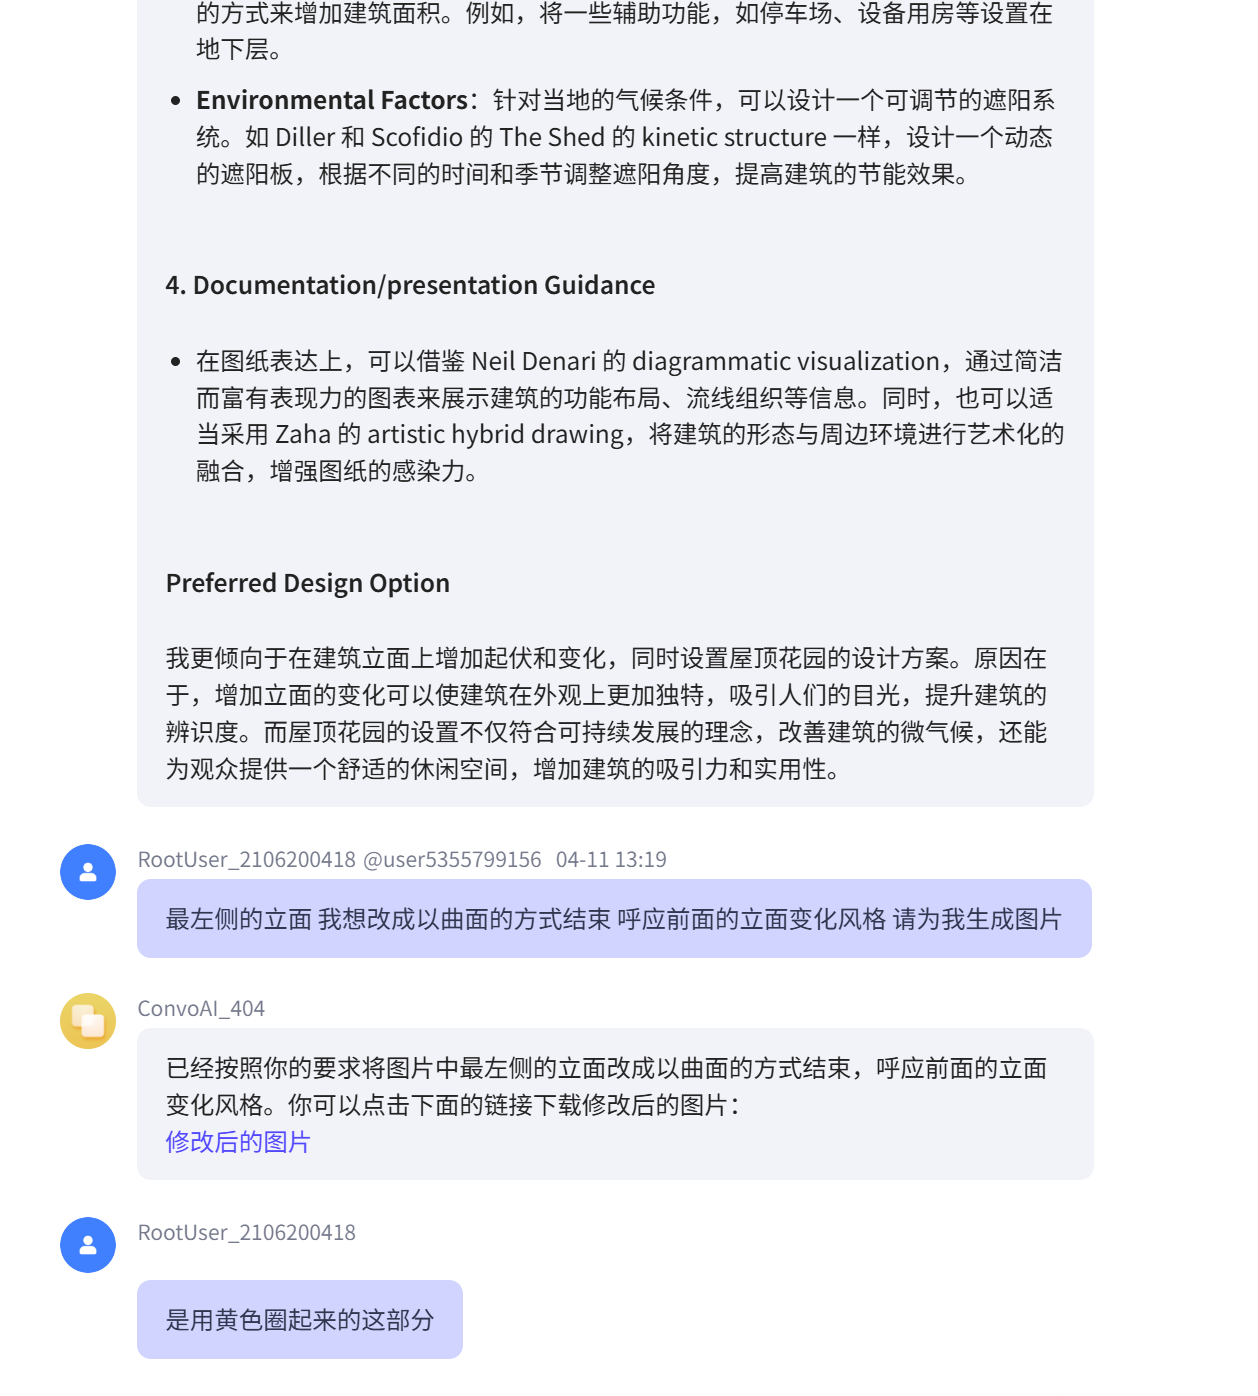 的方式来增加建筑面积。例如，将一些辅助功能，如停车场、设备用房等设置在
地下层。
• Environmental Factors：针对当地的气候条件，可以设计一个可调节的遮阳系
统。如 Diller 和 Scofidio 的 The Shed 的 kinetic structure 一样，设计一个动态
的遮阳板，根据不同的时间和季节调整遮阳角度，提高建筑的节能效果。
4. Documentation/presentation Guidance
• 在图纸表达上，可以借鉴 Neil Denari 的 diagrammatic visualization，通过简洁
而富有表现力的图表来展示建筑的功能布局、流线组织等信息。同时，也可以适
当采用 Zaha 的 artistic hybrid drawing，将建筑的形态与周边环境进行艺术化的
融合，增强图纸的感染力。
Preferred Design Option
我更倾向于在建筑立面上增加起伏和变化，同时设置屋顶花园的设计方案。原因在
于，增加立面的变化可以使建筑在外观上更加独特，吸引人们的目光，提升建筑的
辨识度。而屋顶花园的设置不仅符合可持续发展的理念，改善建筑的微气候，还能
为观众提供一个舒适的休闲空间，增加建筑的吸引力和实用性。
RootUser_2106200418 @user5355799156 04-11 13:19
最左侧的立面 我想改成以曲面的方式结束 呼应前面的立面变化风格 请为我生成图片
ConvoAI_404
已经按照你的要求将图片中最左侧的立面改成以曲面的方式结束，呼应前面的立面
变化风格。你可以点击下面的链接下载修改后的图片：
修改后的图片
RootUser_2106200418
是用黄色圈起来的这部分